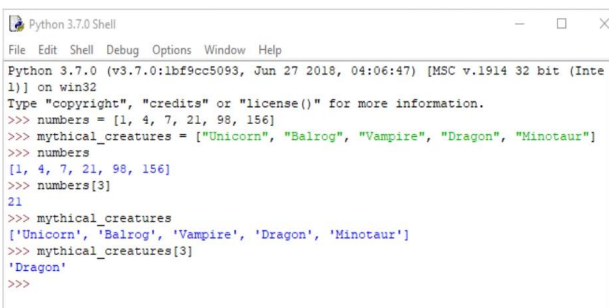 Python 3.7.0 Shell
File Edit Shell Debug Options Window Help
Python 3.7.0 (v3.7.0:1bf9cc5093, Jun 27 2018, 04:06:47) [MSC v.1914 32 bit (Inte
l)] on win32
Type "copyright", "credits" or "license()" for more information.
>>> numbers = [1, 4, 7, 21, 98, 156]
>>> mythical_creatures = ["Unicorn", "Balrog", "Vampire", "Dragon", "Minotaur"]
>>> numbers
[1, 4, 7, 21, 98, 156]
>>> numbers[3]
21
>>> mythical_creatures
['Unicorn', 'Balrog', 'Vampire', 'Dragon', 'Minotaur']
>>> mythical_creatures[3]
'Dragon'
>>>